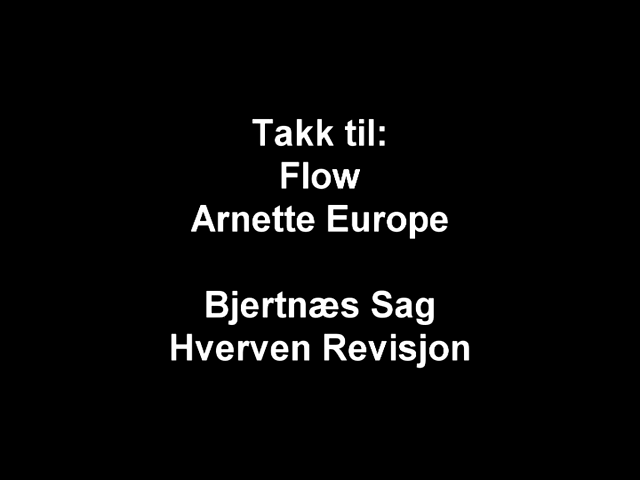 Takk til:
Flow
Arnette Europe
Bjertnæs Sag
Hverven Revisjon